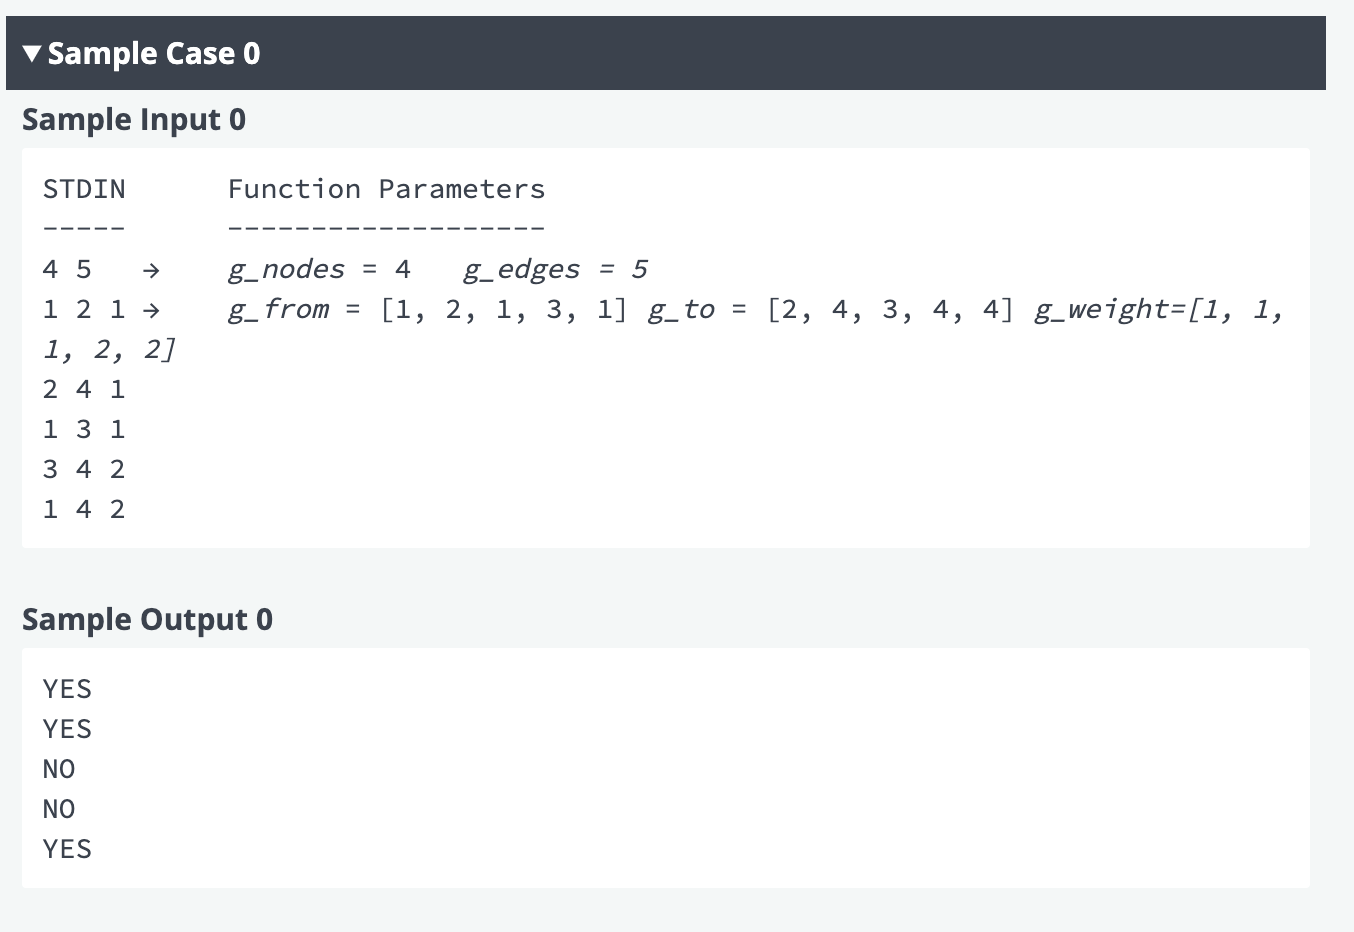 ▼ Sample Case 0
Sample Input 0
STDIN      Function Parameters
-----      -------------------
4 5   →    g_nodes = 4   g_edges = 5
1 2 1 →    g_from = [1, 2, 1, 3, 1] g_to = [2, 4, 3, 4, 4] g_weight=[1, 1,
1, 2, 2]
2 4 1
1 3 1
3 4 2
1 4 2
Sample Output 0
YES
YES
NO
NO
YES